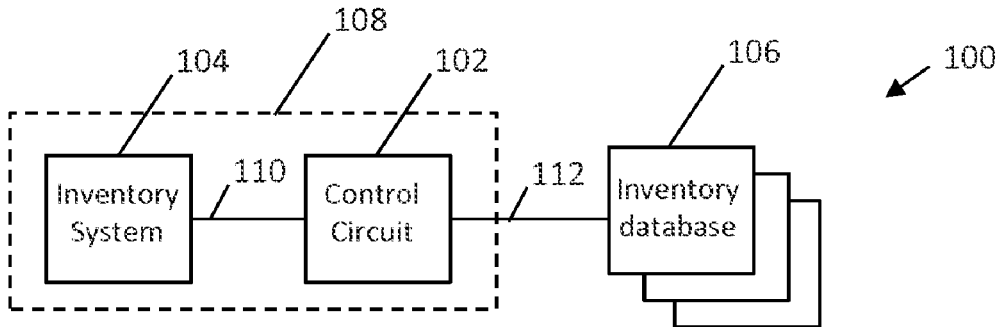 108
104
102
106
100
Inventory
System
110
Control
Circuit
112
Inventory
database